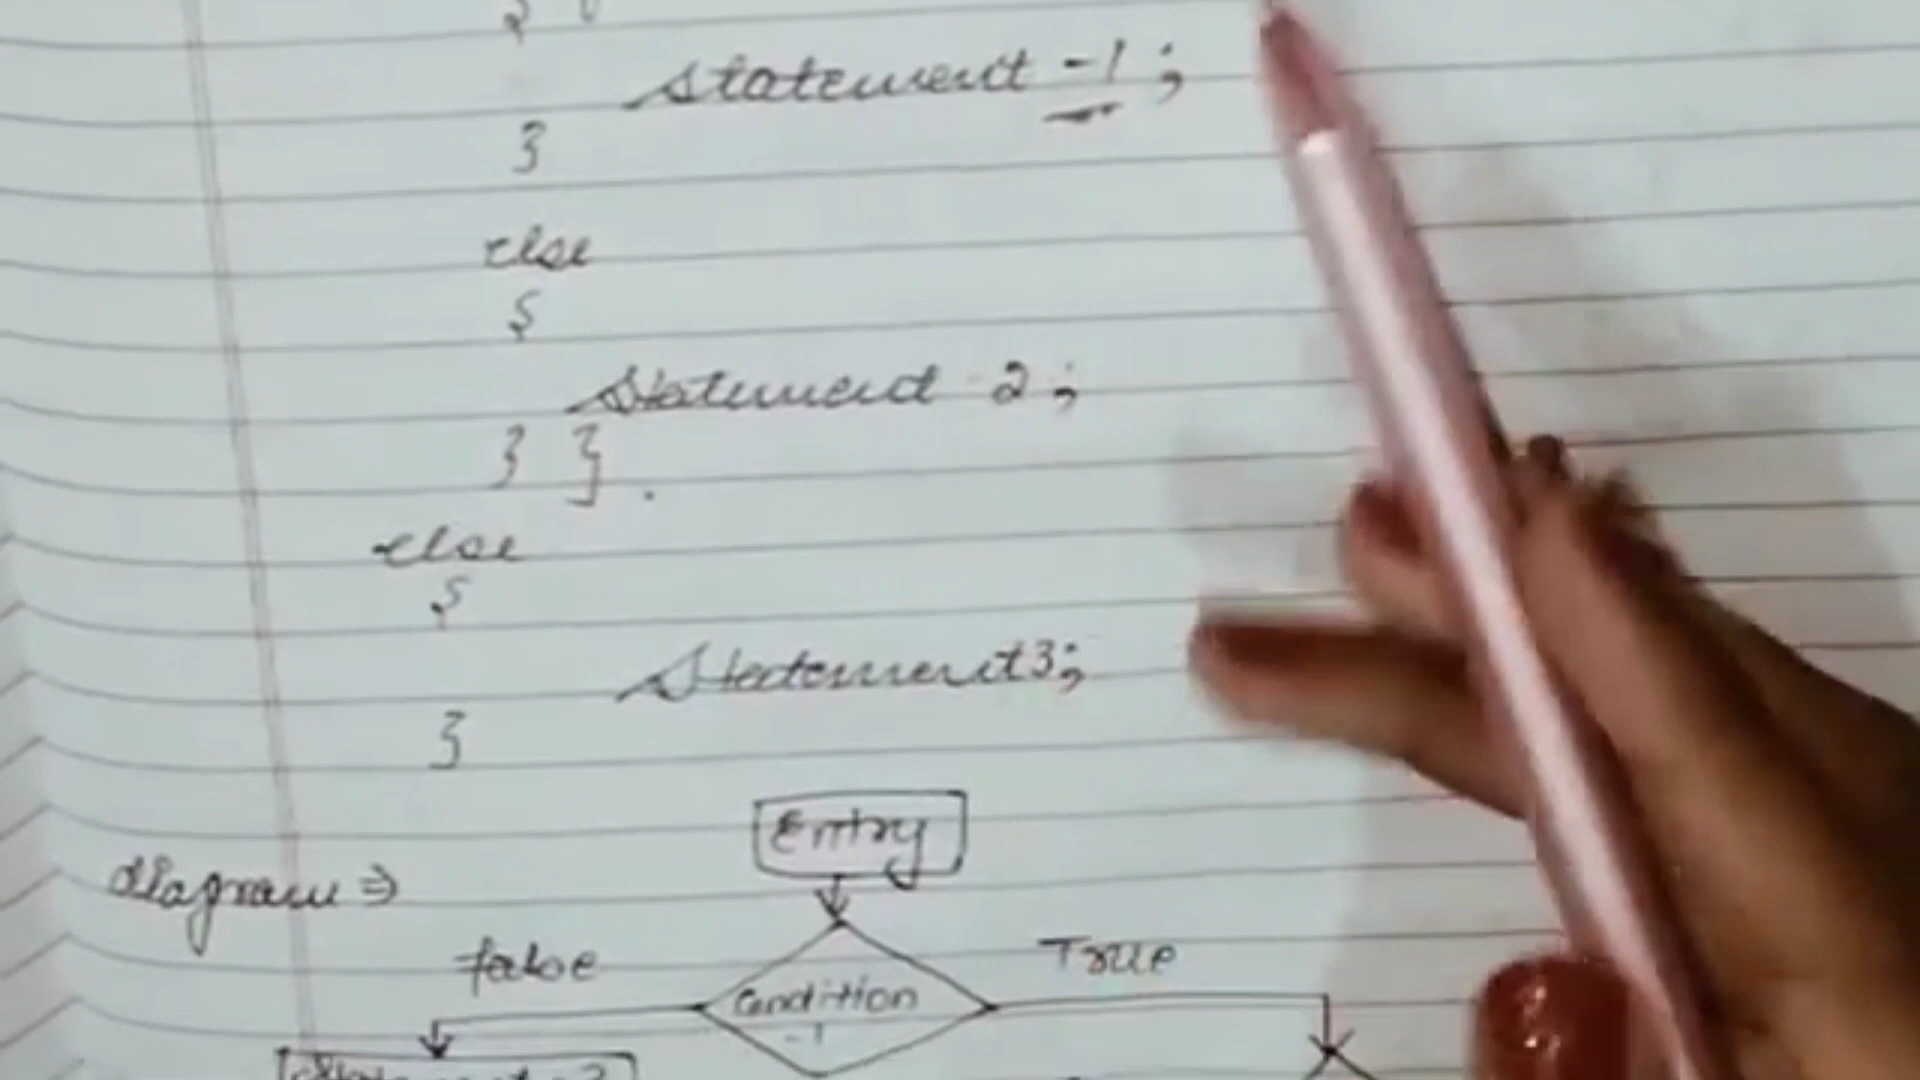 {
statement -1;
}
else
{
Statement - 2;
} }.
else
{
Statement3;
}
Entry
diagram ⇒
false
True
Condition
-1